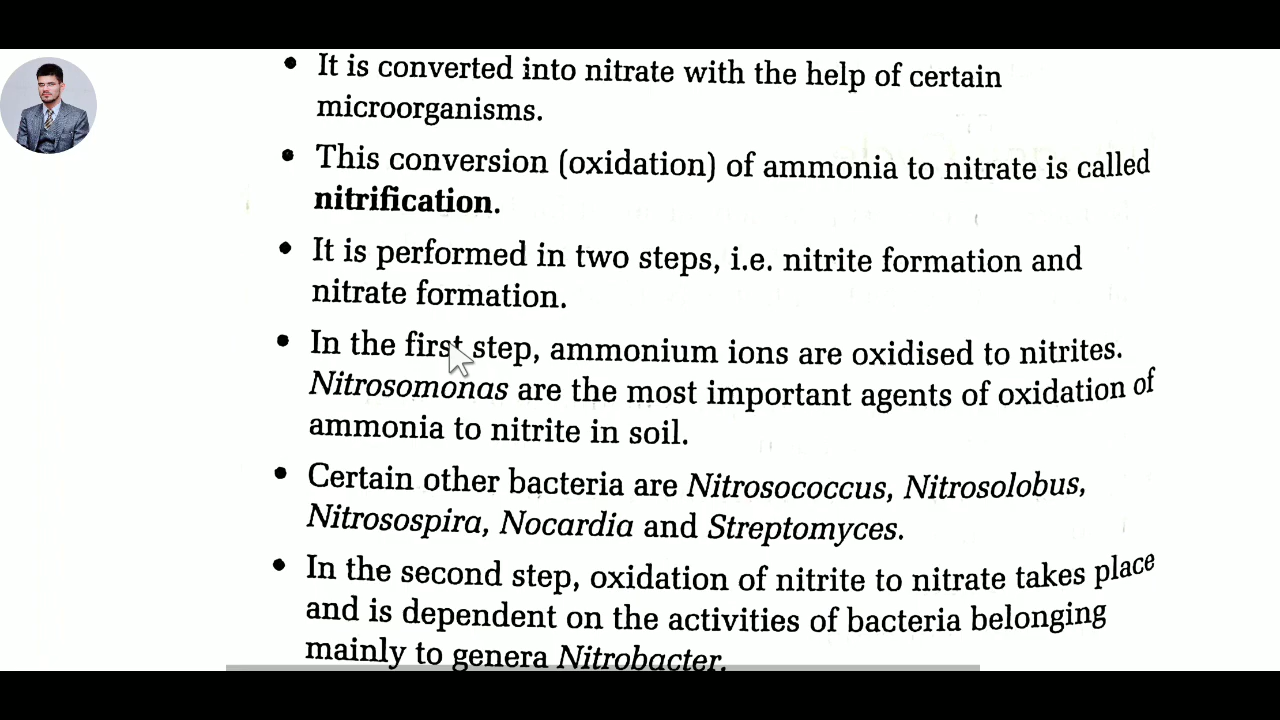 • It is converted into nitrate with the help of certain
microorganisms.
• This conversion (oxidation) of ammonia to nitrate is called
nitrification.
• It is performed in two steps, i.e. nitrite formation and
nitrate formation.
• In the first step, ammonium ions are oxidised to nitrites.
Nitrosomonas are the most important agents of oxidation of
ammonia to nitrite in soil.
• Certain other bacteria are Nitrosococcus, Nitrosolobus,
Nitrosospira, Nocardia and Streptomyces.
• In the second step, oxidation of nitrite to nitrate takes place
and is dependent on the activities of bacteria belonging
mainly to genera Nitrobacter.